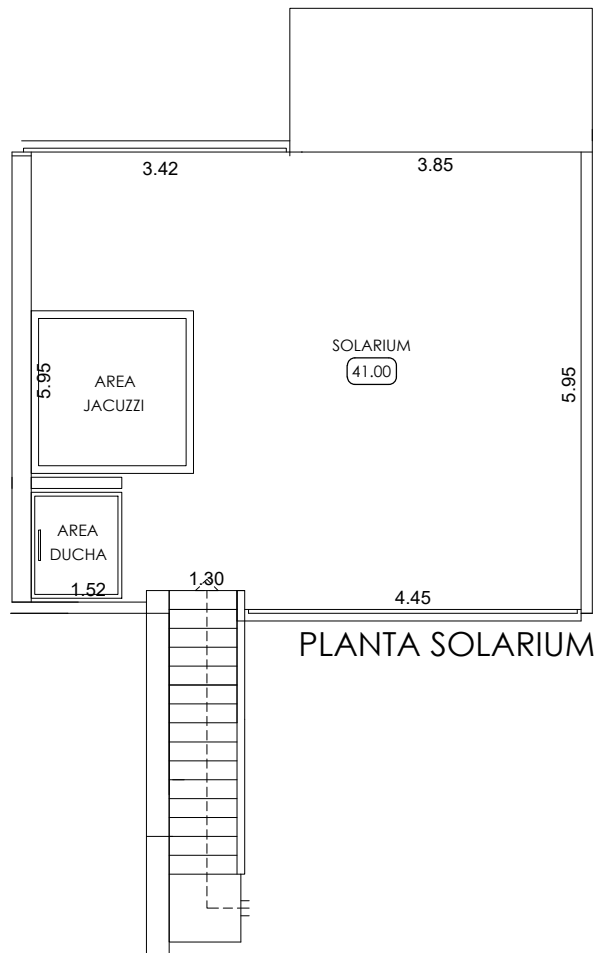 3.42
3.85
SOLARIUM
41.00
5.95
AREA
JACUZZI
5.95
AREA
DUCHA
1.52
1.30
4.45
PLANTA SOLARIUM